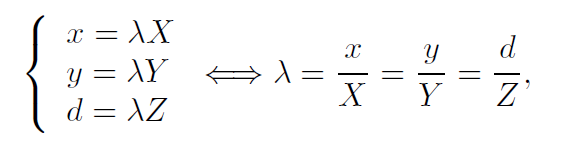 { x = λX
y = λY ⟺ λ = x/X = y/Y = d/Z,
d = λZ